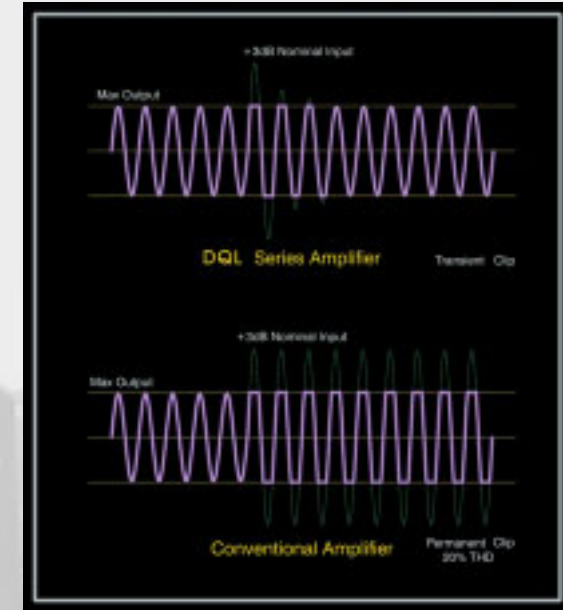 +3dB Nominal Input
Max Output
DQL Series Amplifier
Transient Clip
+3dB Nominal Input
Max Output
Conventional Amplifier
Permanent Clip
20% THD